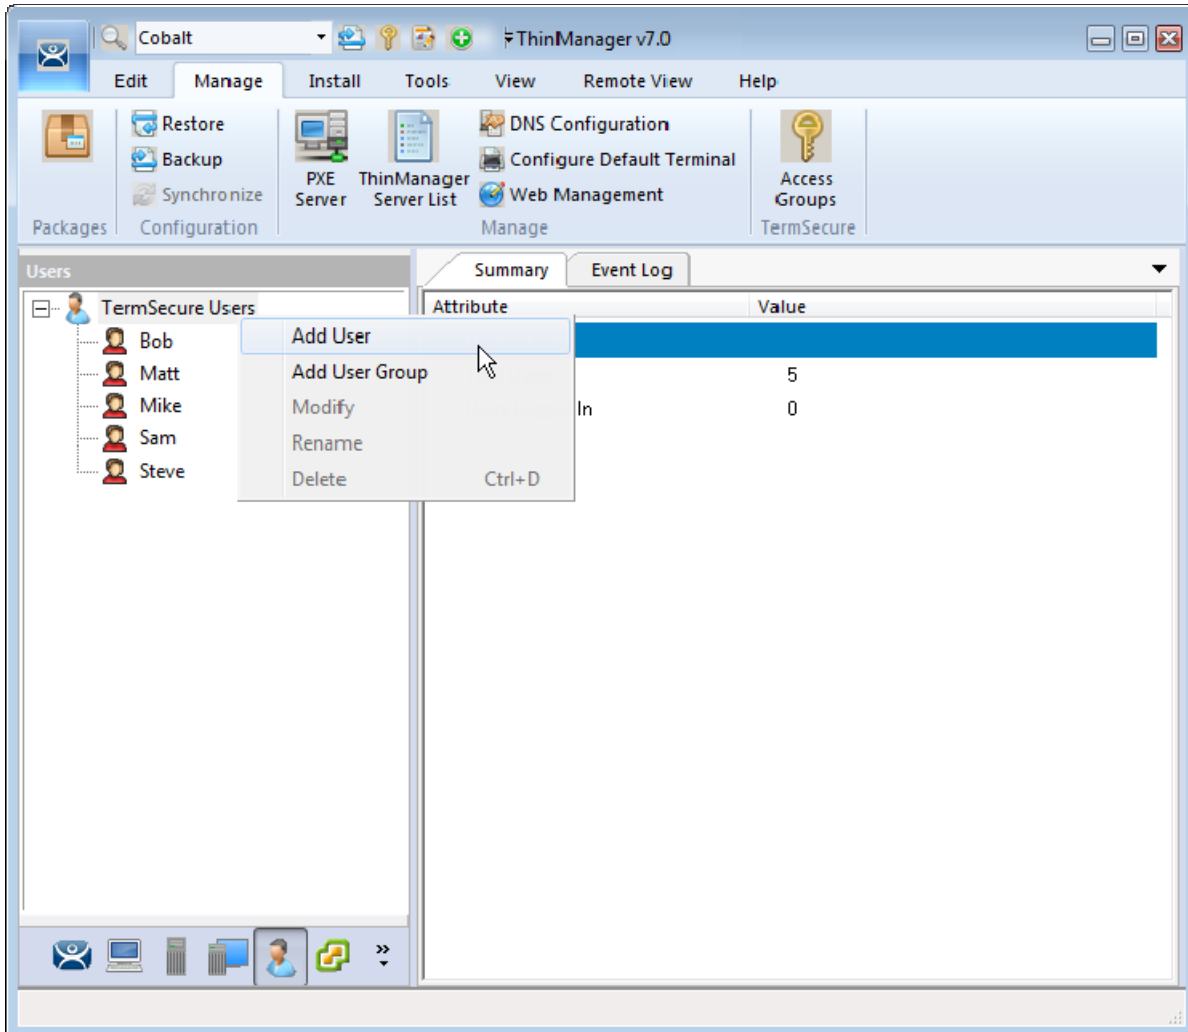 Cobalt
ThinManager v7.0
Edit Manage Install Tools View Remote View Help
Restore
Backup
Synchronize
PXE Server
ThinManager Server List
DNS Configuration
Configure Default Terminal
Web Management
Access Groups
Packages Configuration Manage TermSecure
Users
TermSecure Users
Bob
Matt
Mike
Sam
Steve
Add User
Add User Group
Modify
Rename
Delete Ctrl+D
Summary Event Log
Attribute Value
5
In 0